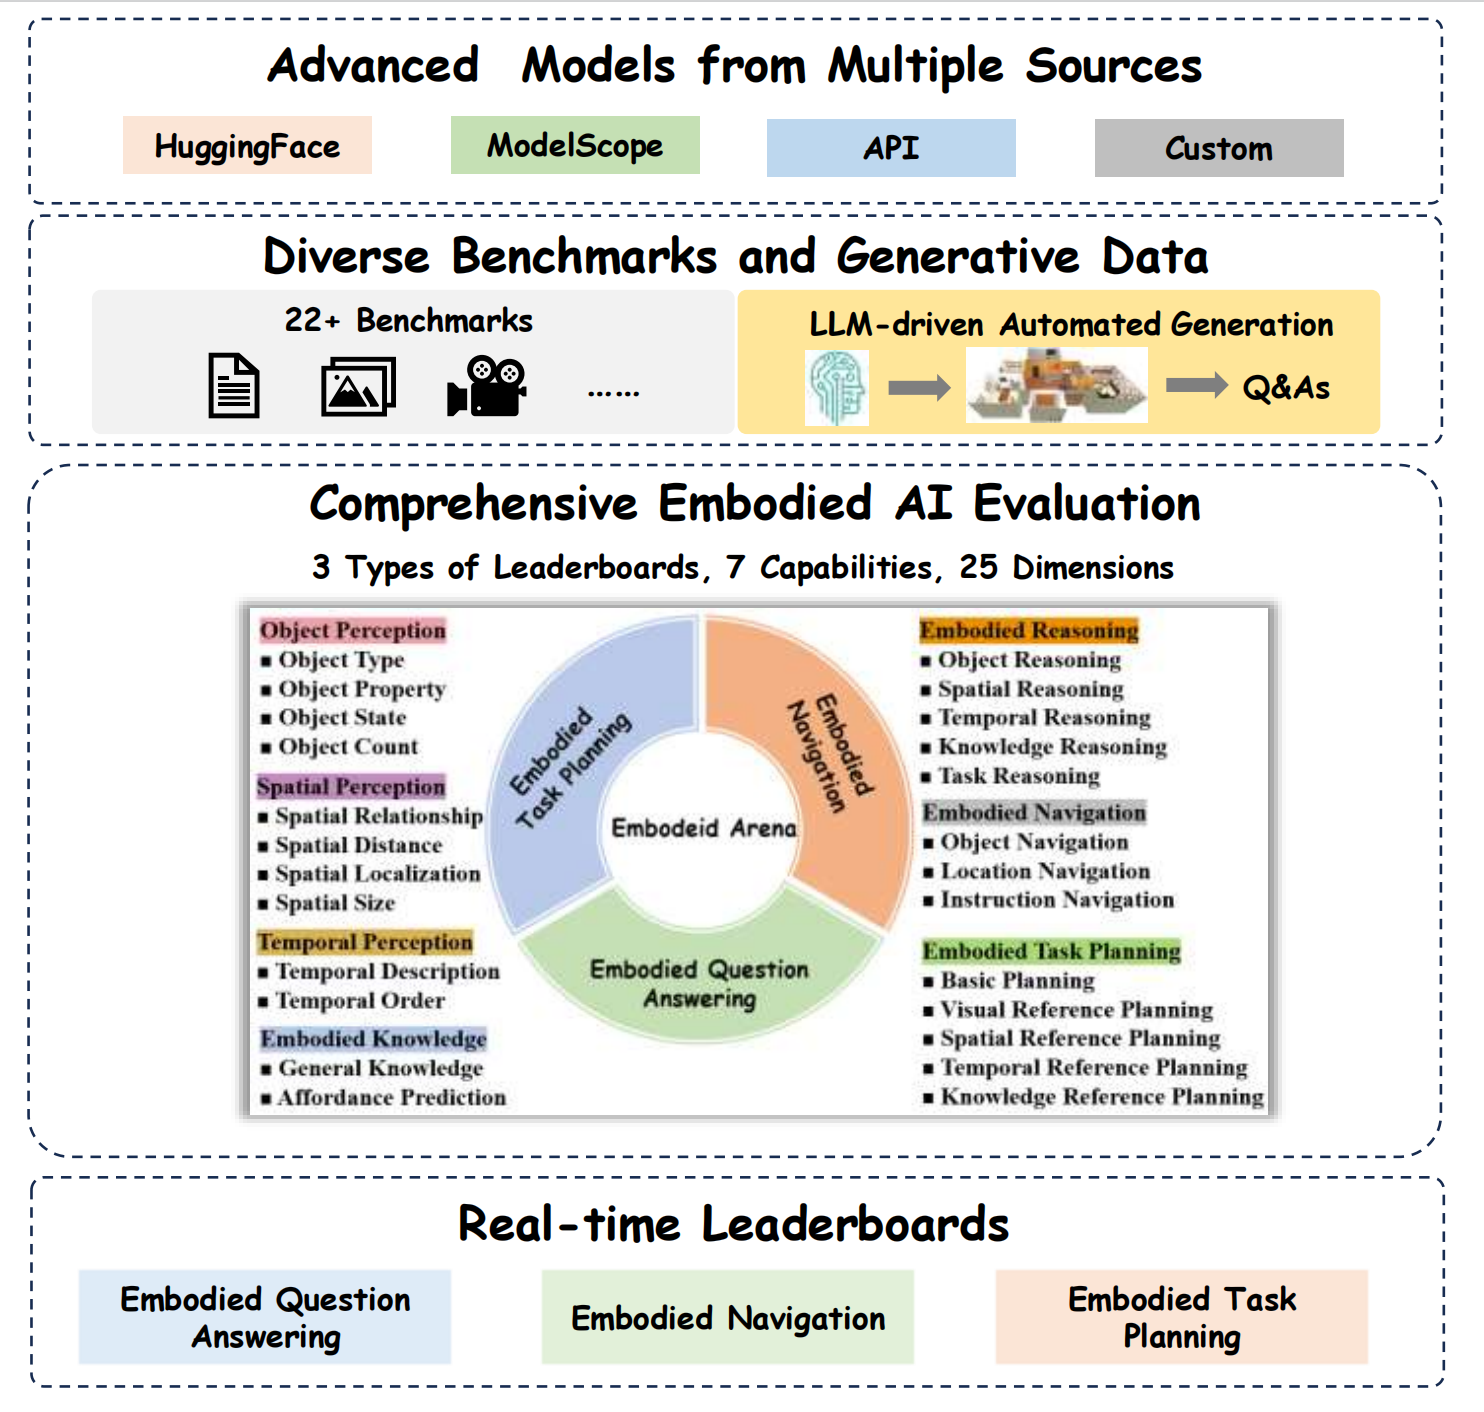 Advanced Models from Multiple Sources
HuggingFace
ModelScope
API
Custom
Diverse Benchmarks and Generative Data
22+ Benchmarks
......
LLM-driven Automated Generation
Q&As
Comprehensive Embodied AI Evaluation
3 Types of Leaderboards, 7 Capabilities, 25 Dimensions
Object Perception
■ Object Type
■ Object Property
■ Object State
■ Object Count
Spatial Perception
■ Spatial Relationship
■ Spatial Distance
■ Spatial Localization
■ Spatial Size
Temporal Perception
■ Temporal Description
■ Temporal Order
Embodied Knowledge
■ General Knowledge
■ Affordance Prediction
Embodied
Task Planning
Embodied
Navigation
Embodeid Arena
Embodied Question
Answering
Embodied Reasoning
■ Object Reasoning
■ Spatial Reasoning
■ Temporal Reasoning
■ Knowledge Reasoning
■ Task Reasoning
Embodied Navigation
■ Object Navigation
■ Location Navigation
■ Instruction Navigation
Embodied Task Planning
■ Basic Planning
■ Visual Reference Planning
■ Spatial Reference Planning
■ Temporal Reference Planning
■ Knowledge Reference Planning
Real-time Leaderboards
Embodied Question
Answering
Embodied Navigation
Embodied Task
Planning